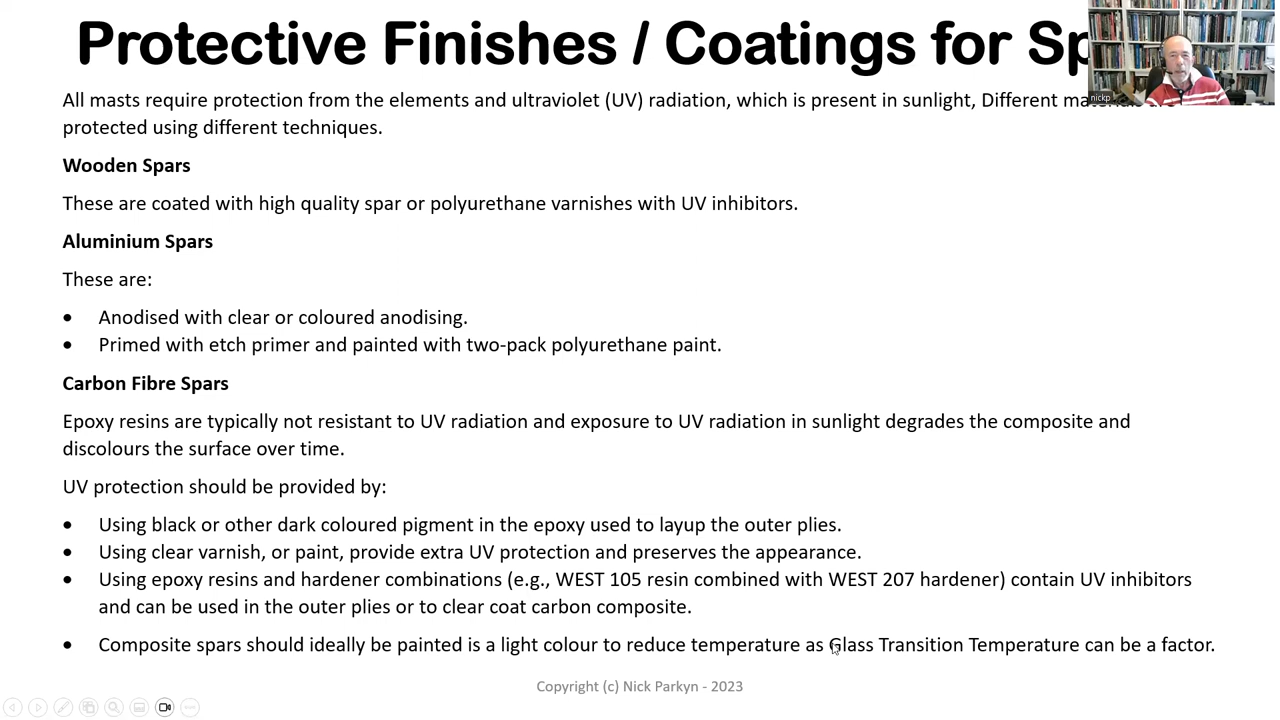 Protective Finishes / Coatings for Sp
nickp
All masts require protection from the elements and ultraviolet (UV) radiation, which is present in sunlight, Different
protected using different techniques.
Wooden Spars
These are coated with high quality spar or polyurethane varnishes with UV inhibitors.
Aluminium Spars
These are:
• Anodised with clear or coloured anodising.
• Primed with etch primer and painted with two-pack polyurethane paint.
Carbon Fibre Spars
Epoxy resins are typically not resistant to UV radiation and exposure to UV radiation in sunlight degrades the composite and
discolours the surface over time.
UV protection should be provided by:
• Using black or other dark coloured pigment in the epoxy used to layup the outer plies.
• Using clear varnish, or paint, provide extra UV protection and preserves the appearance.
• Using epoxy resins and hardener combinations (e.g., WEST 105 resin combined with WEST 207 hardener) contain UV inhibitors
and can be used in the outer plies or to clear coat carbon composite.
• Composite spars should ideally be painted is a light colour to reduce temperature as Glass Transition Temperature can be a factor.
Copyright (c) Nick Parkyn - 2023